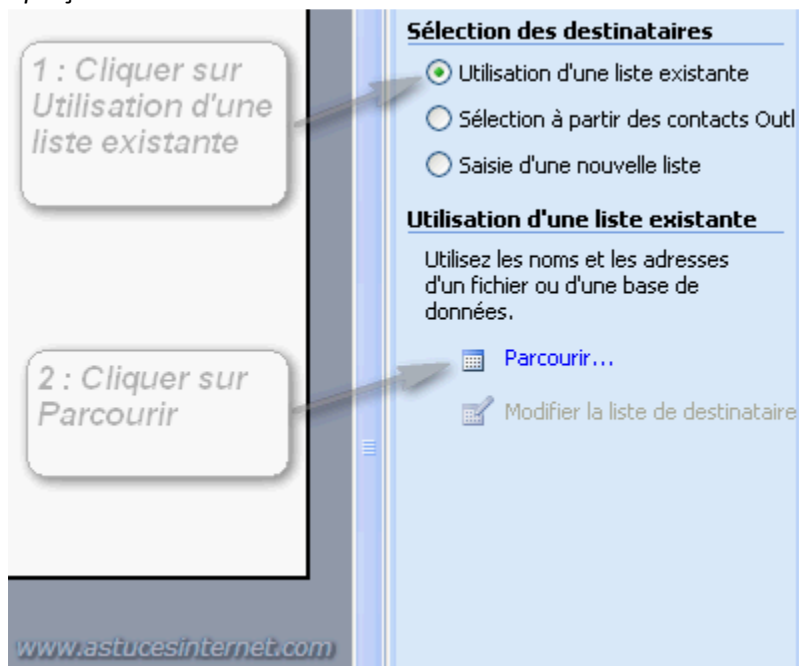 1 : Cliquer sur
Utilisation d'une
liste existante
2 : Cliquer sur
Parcourir
Sélection des destinataires
Utilisation d'une liste existante
Sélection à partir des contacts Outl
Saisie d'une nouvelle liste
Utilisation d'une liste existante
Utilisez les noms et les adresses
d'un fichier ou d'une base de
données.
Parcourir...
Modifier la liste de destinataire
www.astucesinternet.com